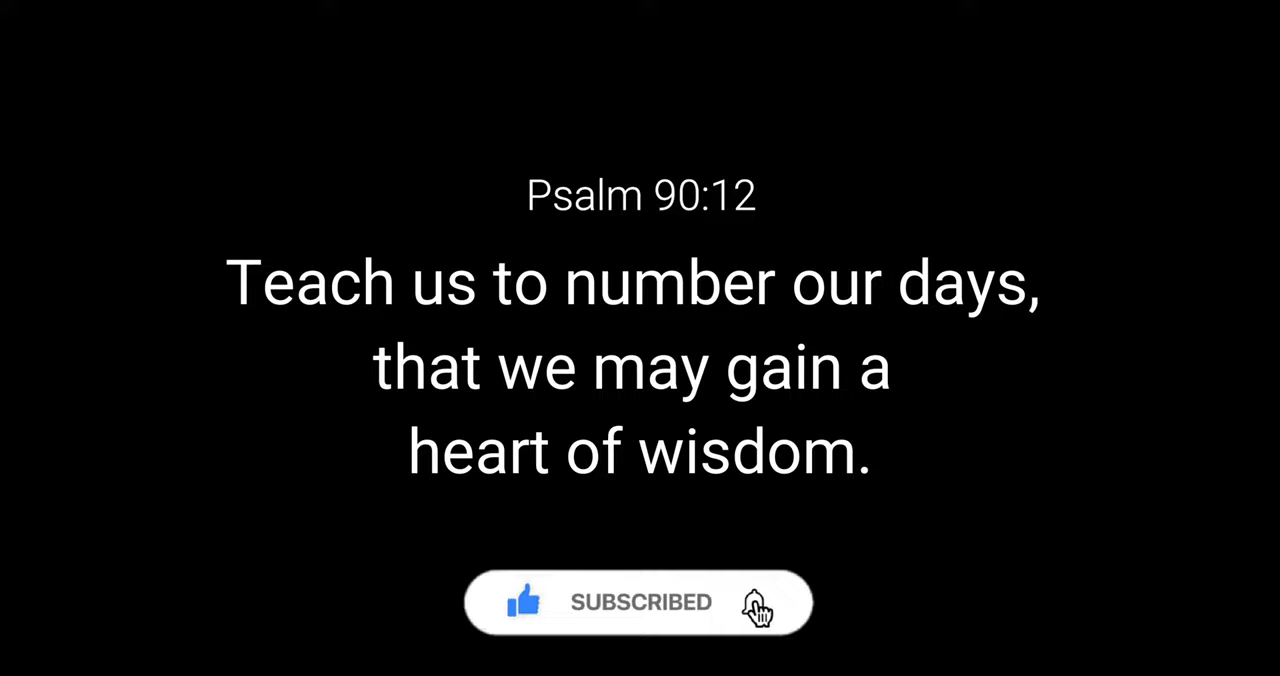 Psalm 90:12
Teach us to number our days,
that we may gain a
heart of wisdom.
SUBSCRIBED